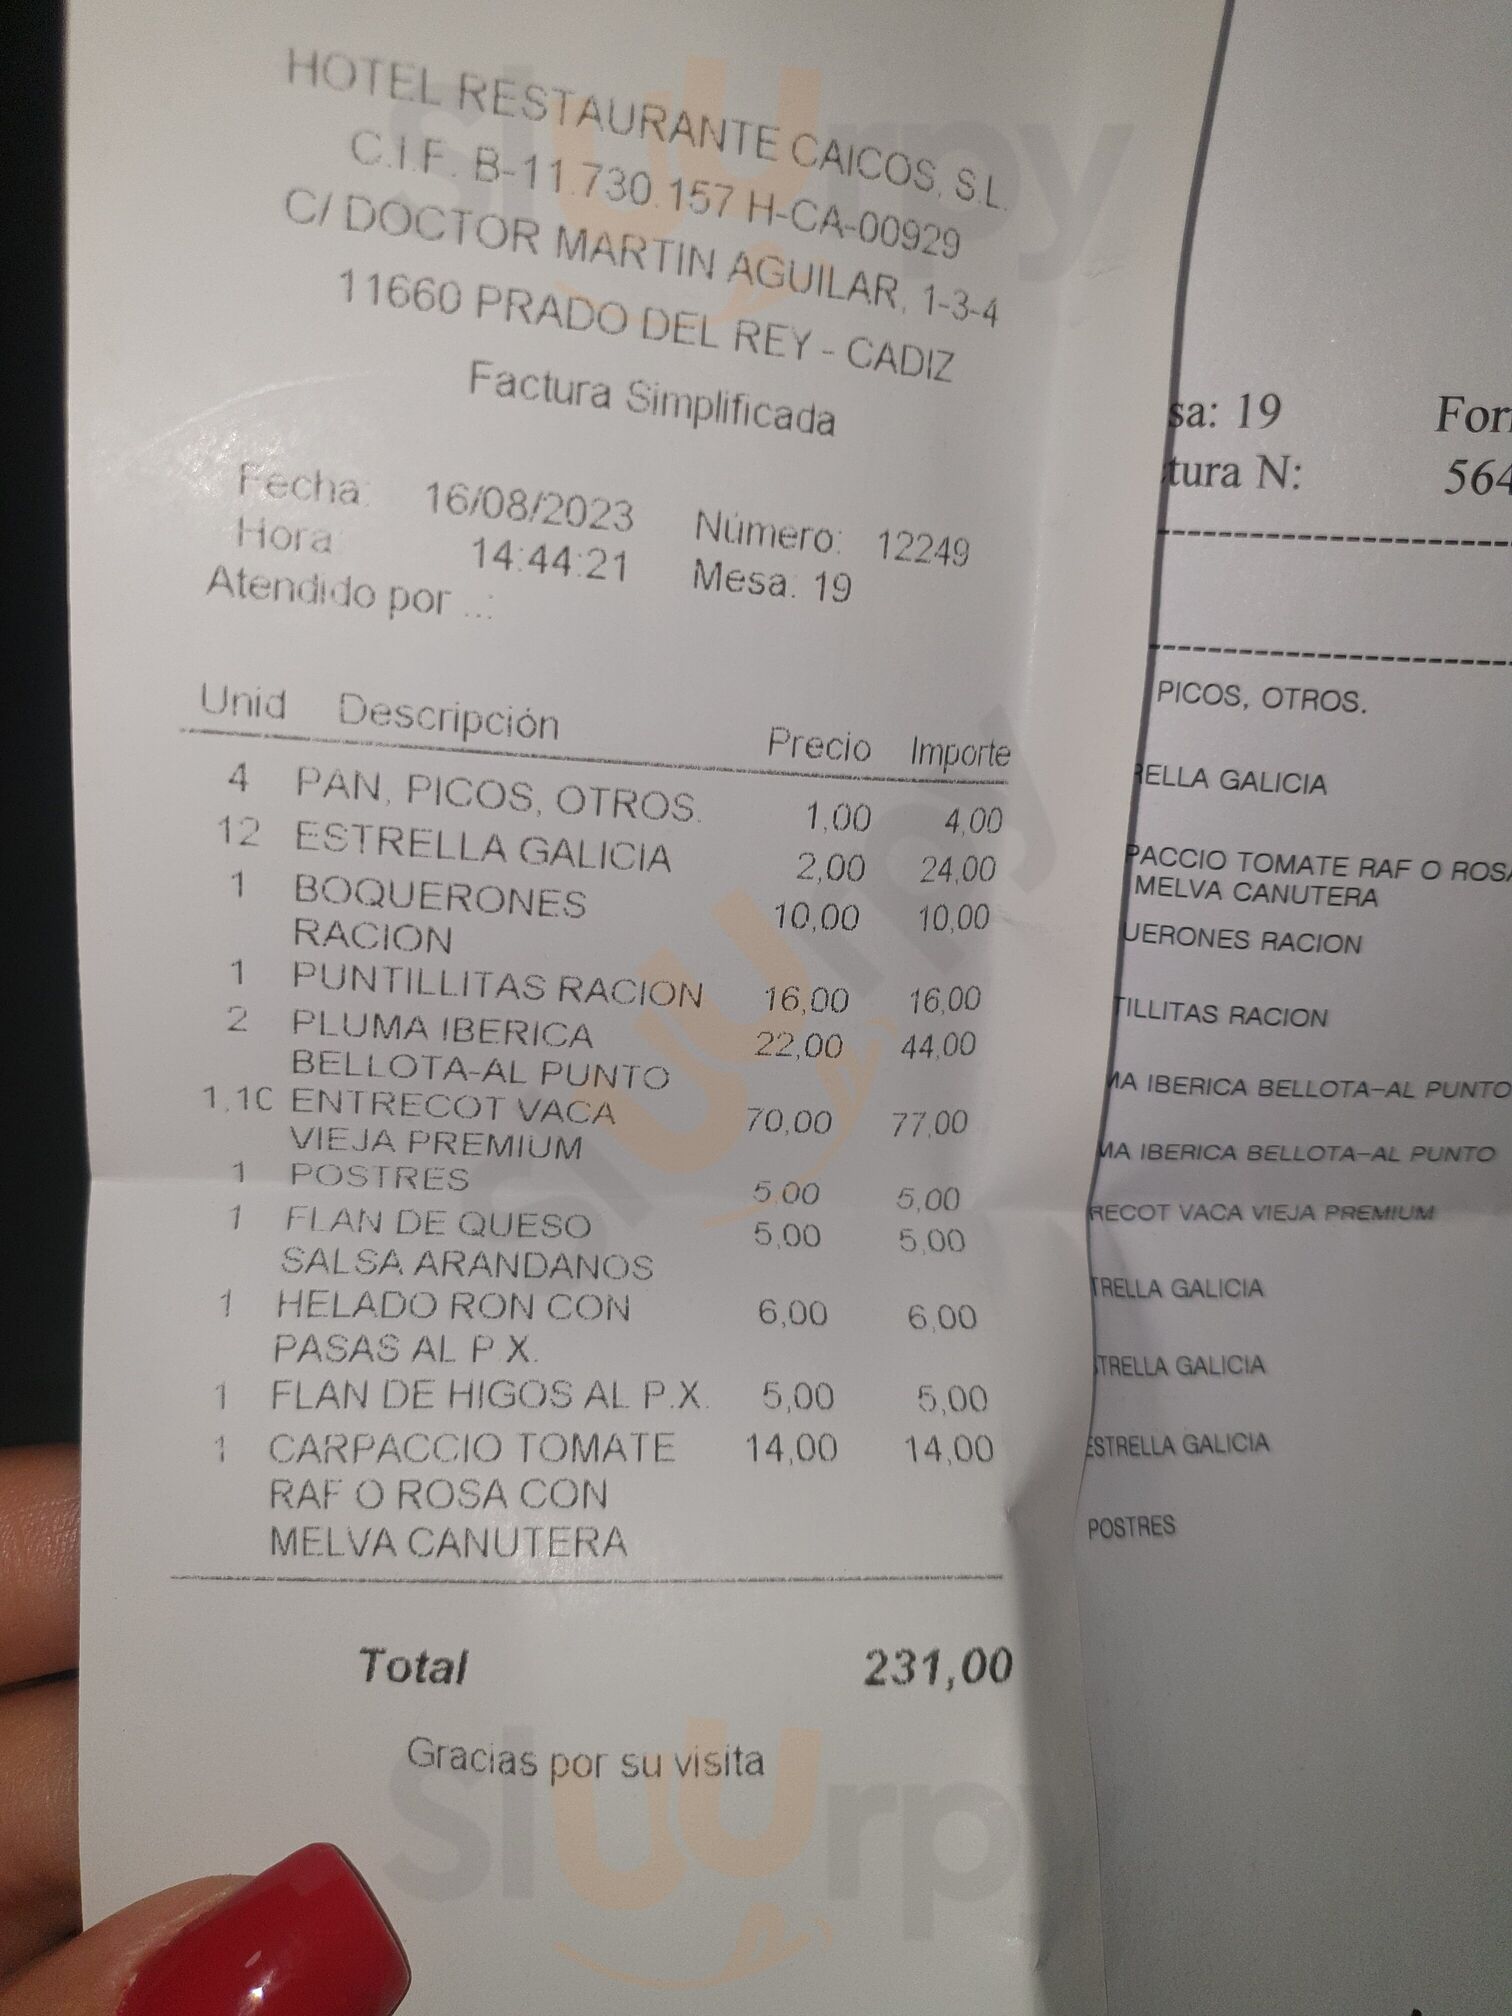 HOTEL RESTAURANTE CAICOS, S.L.
C.I.F. B-11.730.157 H-CA-00929
C/ DOCTOR MARTIN AGUILAR, 1-3-4
11660 PRADO DEL REY - CADIZ
Factura Simplificada
Fecha: 16/08/2023 Número: 12249
Hora: 14:44:21 Mesa: 19
Atendido por ..:
Unid Descripción Precio Importe
4 PAN, PICOS, OTROS. 1,00 4,00
12 ESTRELLA GALICIA 2,00 24,00
1 BOQUERONES 10,00 10,00
RACION
1 PUNTILLITAS RACION 16,00 16,00
2 PLUMA IBERICA 22,00 44,00
BELLOTA-AL PUNTO
1,10 ENTRECOT VACA 70,00 77,00
VIEJA PREMIUM
1 POSTRES 5,00 5,00
1 FLAN DE QUESO 5,00 5,00
SALSA ARANDANOS
1 HELADO RON CON 6,00 6,00
PASAS AL P.X.
1 FLAN DE HIGOS AL P.X. 5,00 5,00
1 CARPACCIO TOMATE 14,00 14,00
RAF O ROSA CON
MELVA CANUTERA
Total 231,00
Gracias por su visita
sa: 19 For
tura N: 564
PICOS, OTROS.
RELLA GALICIA
PACCIO TOMATE RAF O ROSA
MELVA CANUTERA
UERONES RACION
TILLITAS RACION
MA IBERICA BELLOTA-AL PUNTO
MA IBERICA BELLOTA-AL PUNTO
RECOT VACA VIEJA PREMIUM
TRELLA GALICIA
STRELLA GALICIA
ESTRELLA GALICIA
POSTRES
sluurpy
sluurpy
sluurpy